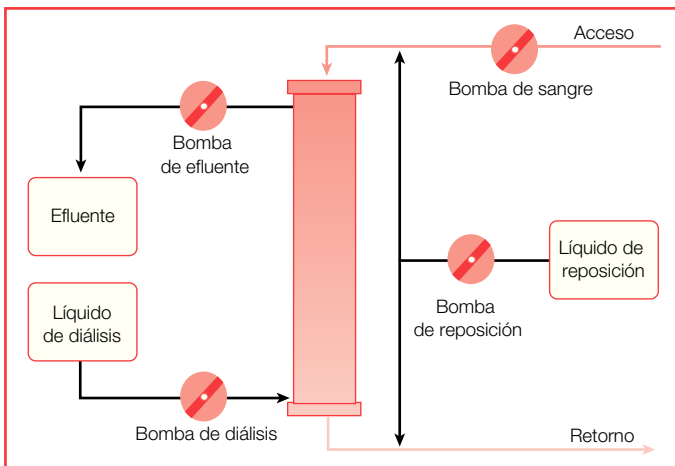 Acceso
Bomba de sangre
Bomba
de efluente
Efluente
Líquido de
reposición
Líquido
de diálisis
Bomba
de reposición
Bomba de diálisis
Retorno